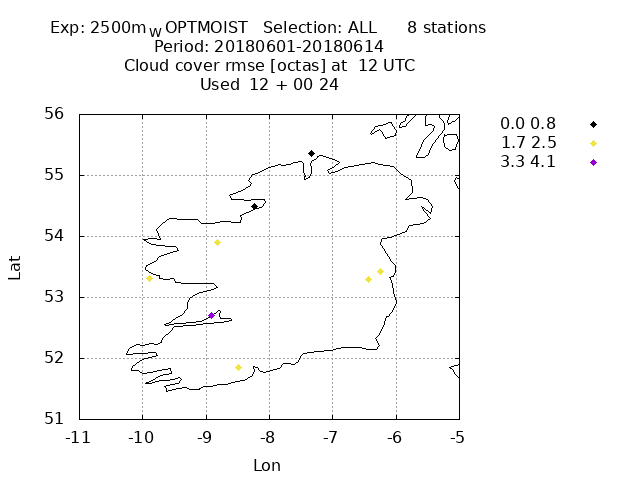 Exp: 2500m_W OPTMOIST Selection: ALL 8 stations
Period: 20180601-20180614
Cloud cover rmse [octas] at 12 UTC
Used 12 + 00 24
56
55
54
53
52
51
-11 -10 -9 -8 -7 -6 -5
Lat
Lon
0.0 0.8
1.7 2.5
3.3 4.1